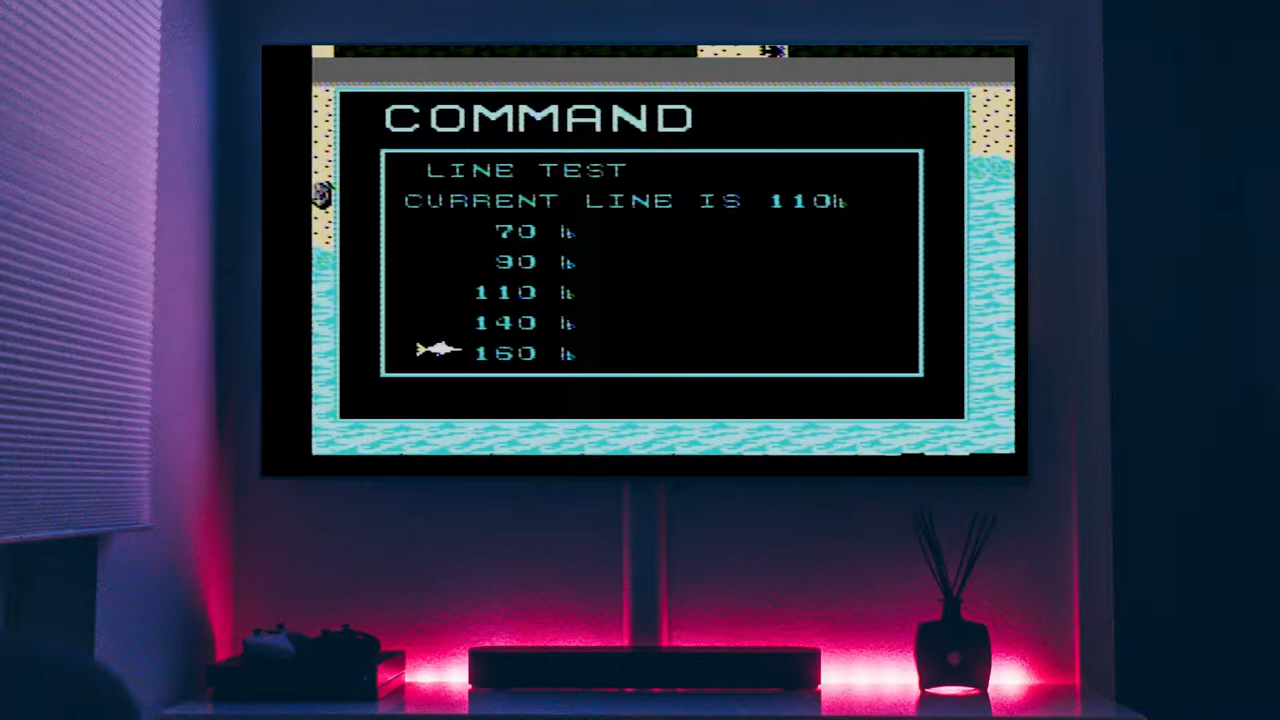 COMMAND
LINE TEST
CURRENT LINE IS 110lb
70 lb
90 lb
110 lb
140 lb
160 lb